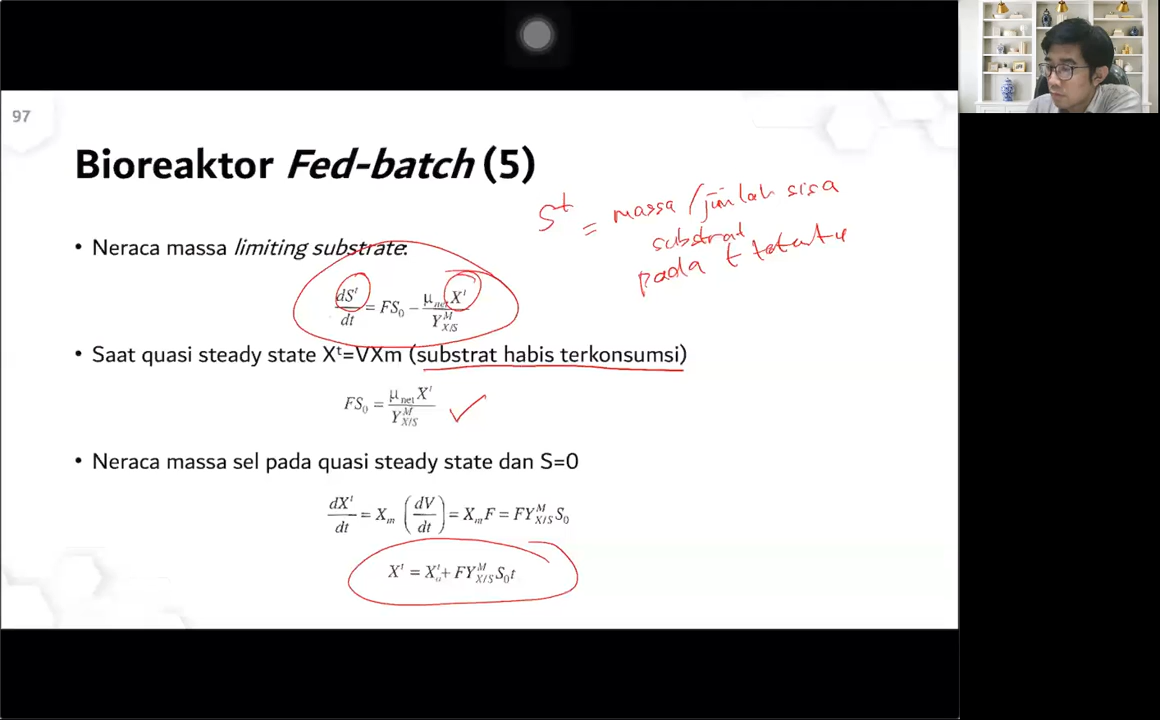 97
Bioreaktor Fed-batch (5)
S^t = massa/jumlah sisa
substrat
pada t tertentu
• Neraca massa limiting substrate:
dS^t/dt = FS_0 − μ_net X^t / Y^M_X/S
• Saat quasi steady state X^t=VXm (substrat habis terkonsumsi)
FS_0 = μ_net X^t / Y^M_X/S
• Neraca massa sel pada quasi steady state dan S=0
dX^t/dt = X_m (dV/dt) = X_m F = FY^M_X/S S_0
X^t = X^t_o + FY^M_X/S S_0 t